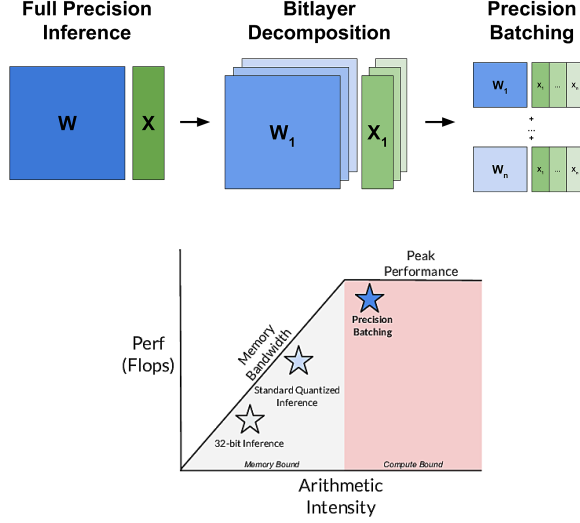 Full Precision
Inference
Bitlayer
Decomposition
Precision
Batching
W
X
W1
X1
W1
X1
...
Xn
+
...
+
Wn
X1
...
Xn
Peak
Performance
Precision
Batching
Memory
Bandwidth
Perf
(Flops)
Standard Quantized
Inference
32-bit Inference
Memory Bound
Compute Bound
Arithmetic
Intensity